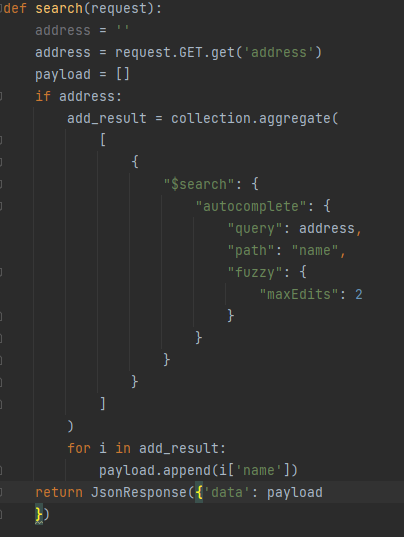 def search(request):
    address = ''
    address = request.GET.get('address')
    payload = []
    if address:
        add_result = collection.aggregate(
            [
                {
                    "$search": {
                        "autocomplete": {
                            "query": address,
                            "path": "name",
                            "fuzzy": {
                                "maxEdits": 2
                            }
                        }
                    }
                }
            ]
        )
        for i in add_result:
            payload.append(i['name'])
    return JsonResponse({'data': payload
    })